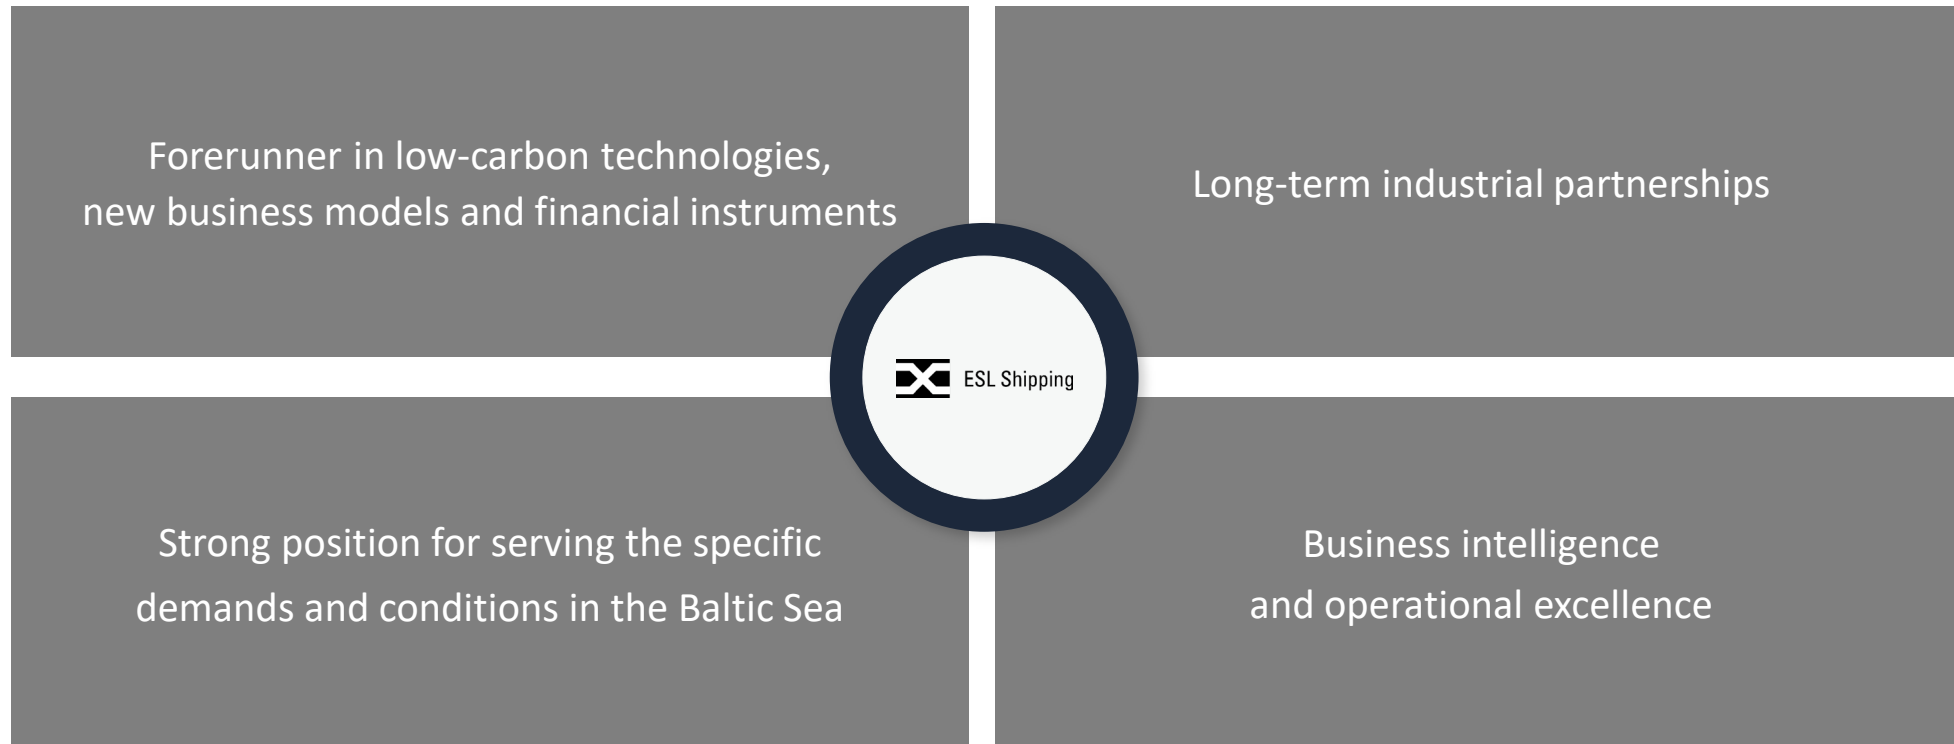 Forerunner in low-carbon technologies,
new business models and financial instruments
Long-term industrial partnerships
ESL Shipping
Strong position for serving the specific
demands and conditions in the Baltic Sea
Business intelligence
and operational excellence